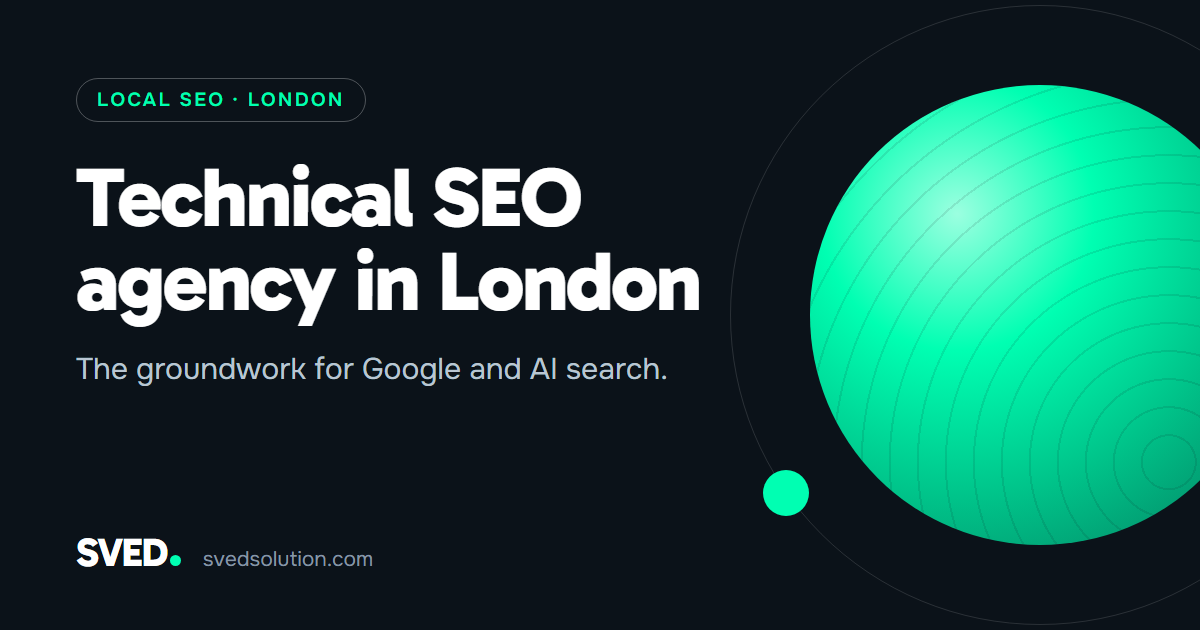 LOCAL SEO · LONDON
Technical SEO
agency in London
The groundwork for Google and AI search.
SVED.
svedsolution.com